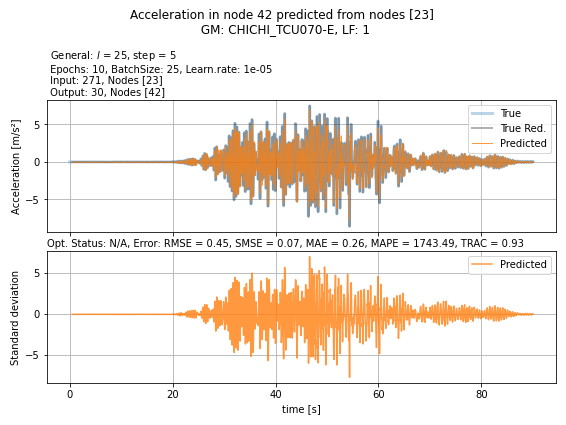 Acceleration in node 42 predicted from nodes [23]
GM: CHICHI_TCU070-E, LF: 1
General: l = 25, step = 5
Epochs: 10, BatchSize: 25, Learn.rate: 1e-05
Input: 271, Nodes [23]
Output: 30, Nodes [42]
Acceleration [m/s²]
5
0
−5
True
True Red.
Predicted
Opt. Status: N/A, Error: RMSE = 0.45, SMSE = 0.07, MAE = 0.26, MAPE = 1743.49, TRAC = 0.93
Standard deviation
5
0
−5
Predicted
0 20 40 60 80
time [s]